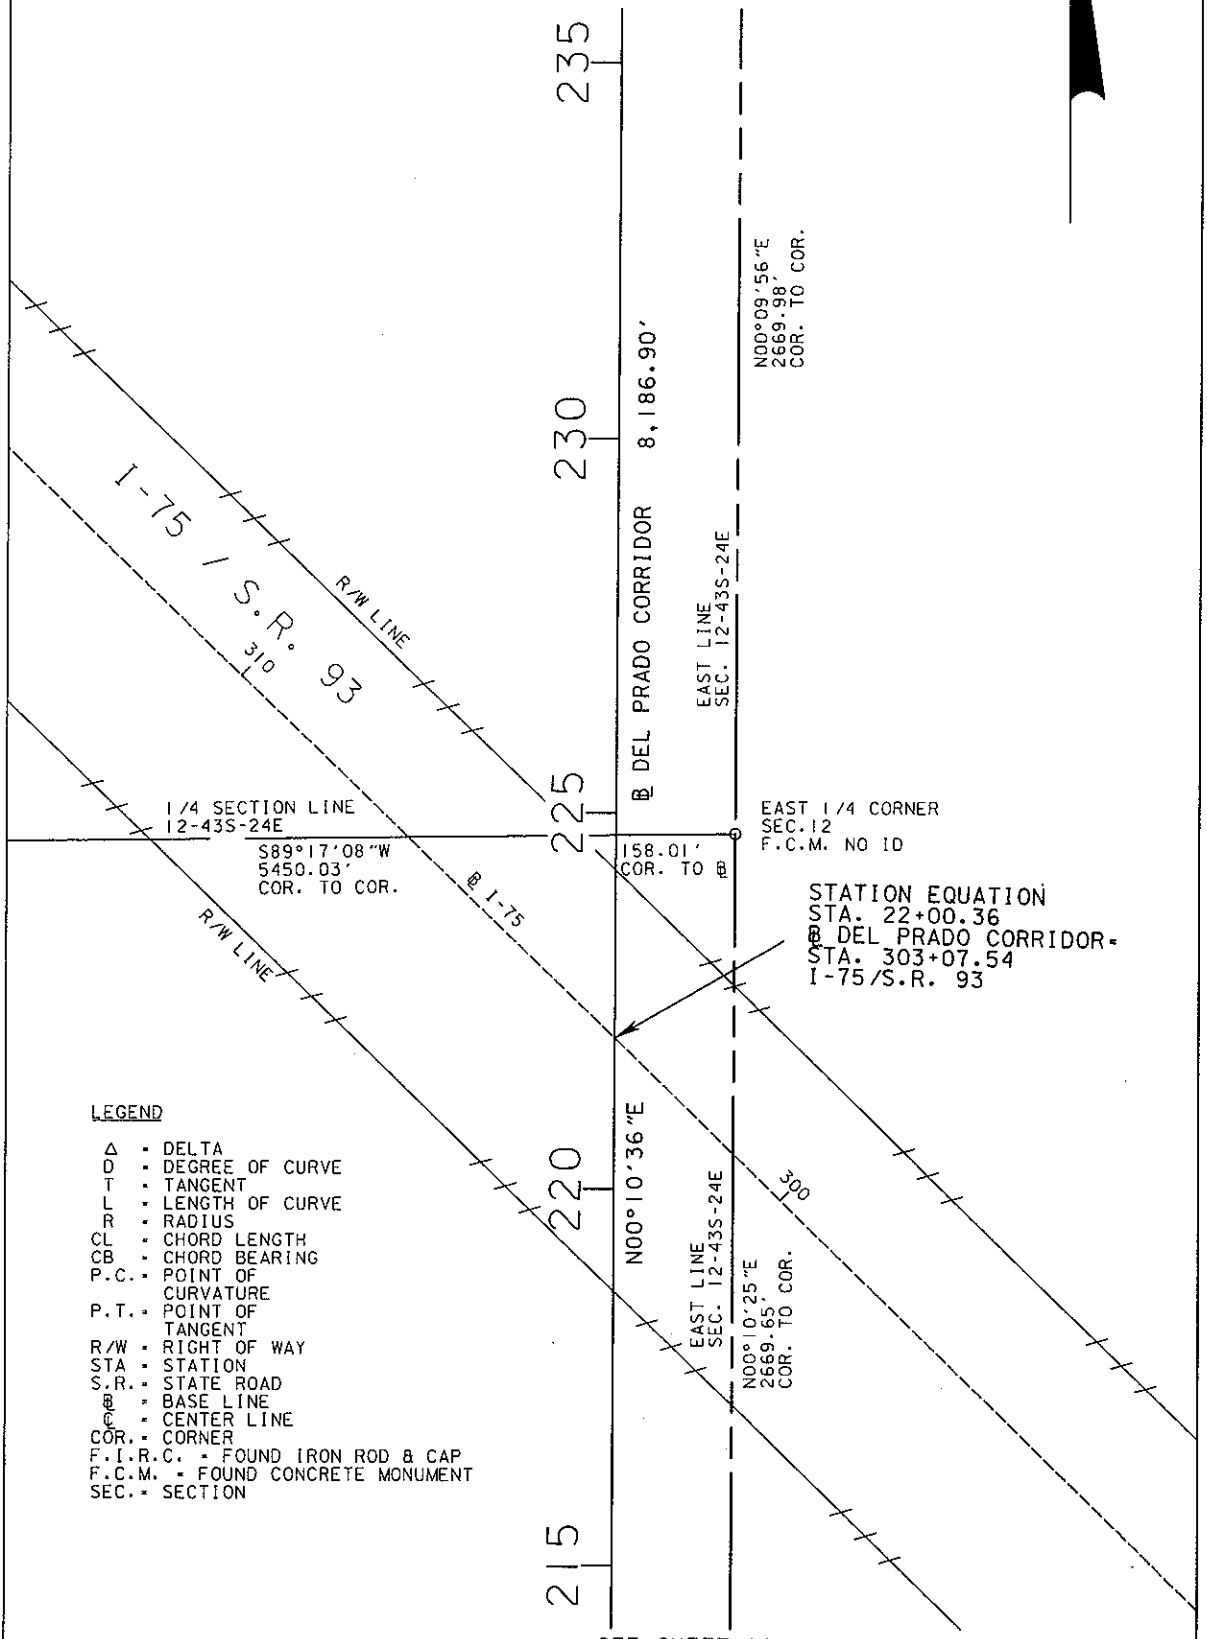 235
N00°09'56"E
2669.98'
COR. TO COR.
8,186.90'
230
I-75 / S.R. 93
R/W LINE
310
B DEL PRADO CORRIDOR
EAST LINE
SEC. 12-43S-24E
225
1/4 SECTION LINE
12-43S-24E
S89°17'08"W
5450.03'
COR. TO COR.
158.01'
COR. TO B
EAST 1/4 CORNER
SEC.12
F.C.M. NO ID
B I-75
R/W LINE
STATION EQUATION
STA. 22+00.36
B DEL PRADO CORRIDOR=
STA. 303+07.54
I-75/S.R. 93
N00°10'36"E
220
300
EAST LINE
SEC. 12-43S-24E
N00°10'25"E
2669.65'
COR. TO COR.
LEGEND
Δ = DELTA
D = DEGREE OF CURVE
T = TANGENT
L = LENGTH OF CURVE
R = RADIUS
CL = CHORD LENGTH
CB = CHORD BEARING
P.C. = POINT OF
CURVATURE
P.T. = POINT OF
TANGENT
R/W = RIGHT OF WAY
STA = STATION
S.R. = STATE ROAD
B = BASE LINE
℄ = CENTER LINE
COR. = CORNER
F.I.R.C. = FOUND IRON ROD & CAP
F.C.M. = FOUND CONCRETE MONUMENT
SEC. = SECTION
215